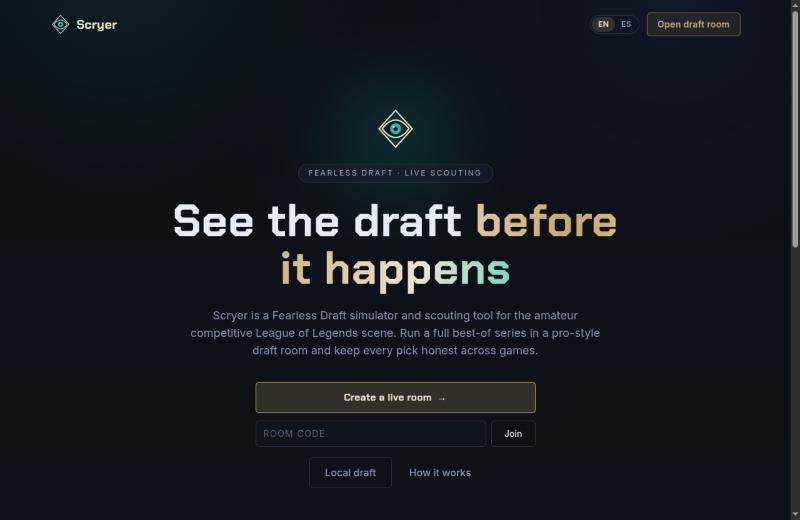 Scryer
EN ES
Open draft room
FEARLESS DRAFT · LIVE SCOUTING
See the draft before
it happens
Scryer is a Fearless Draft simulator and scouting tool for the amateur
competitive League of Legends scene. Run a full best-of series in a pro-style
draft room and keep every pick honest across games.
Create a live room →
ROOM CODE
Join
Local draft
How it works